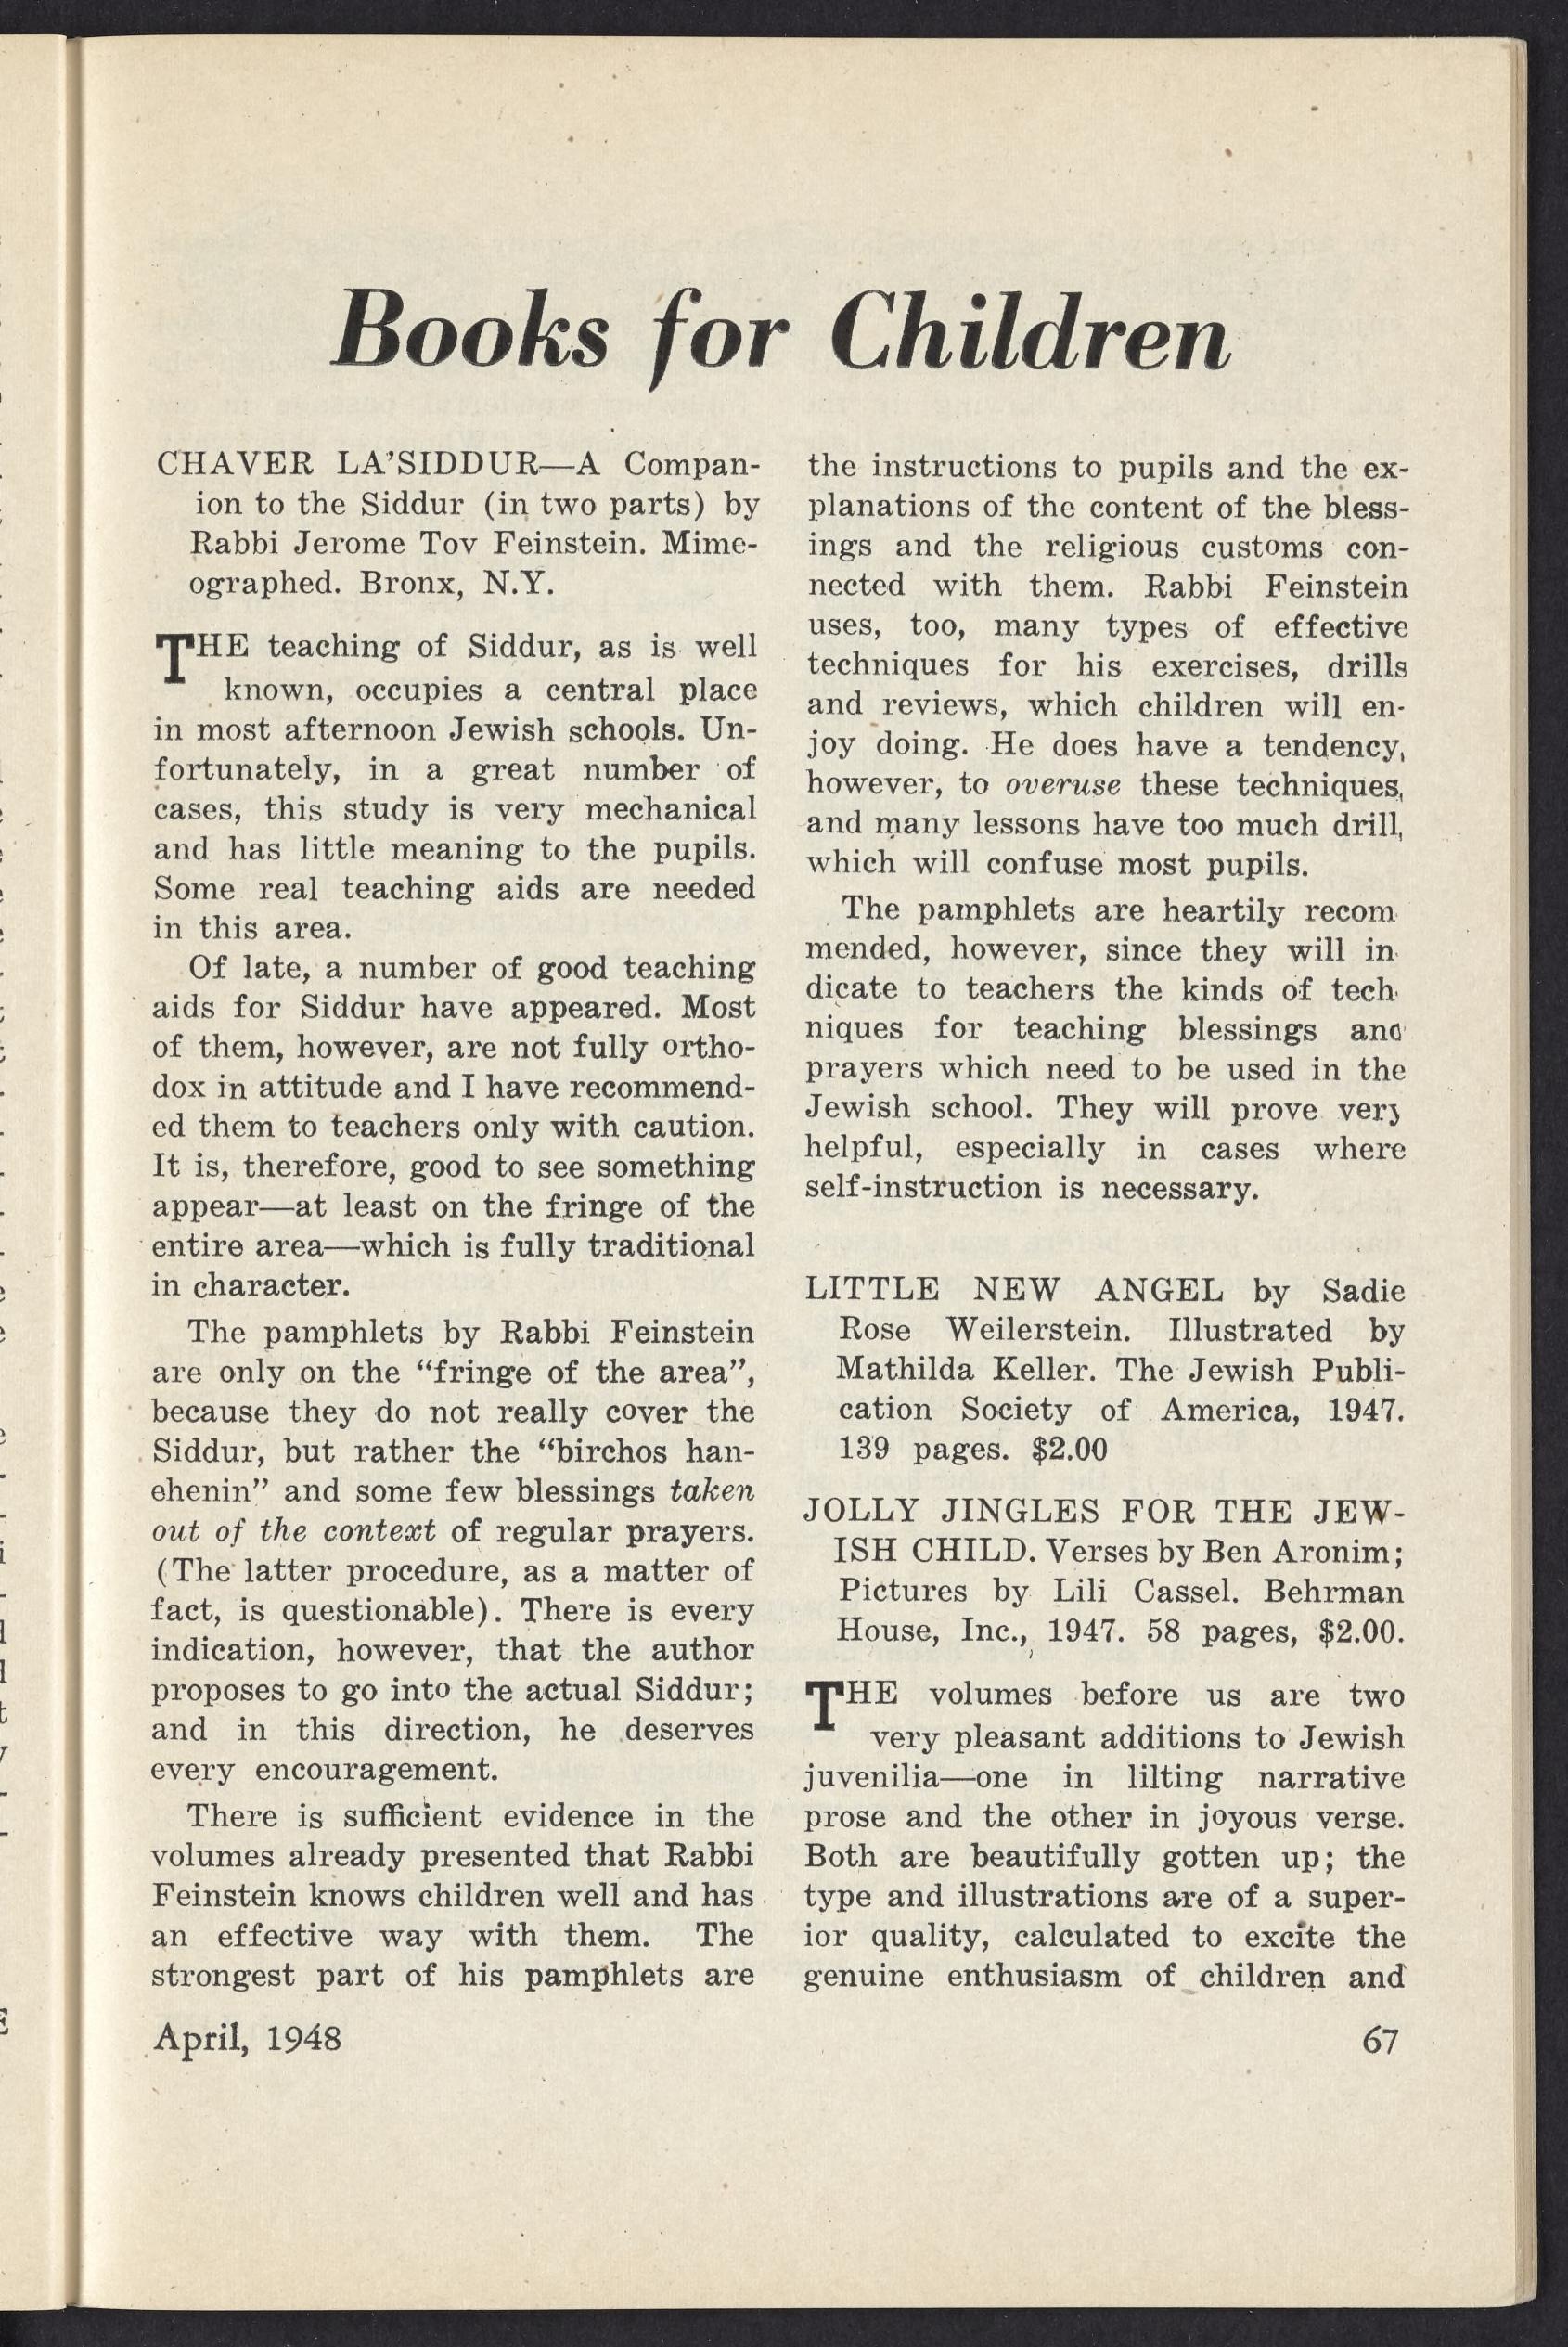 Books for Children
CHAVER LA'SIDDUR—A Compan-
ion to the Siddur (in two parts) by
Rabbi Jerome Tov Feinstein. Mime-
ographed. Bronx, N.Y.
THE teaching of Siddur, as is well
known, occupies a central place
in most afternoon Jewish schools. Un-
fortunately, in a great number of
cases, this study is very mechanical
and has little meaning to the pupils.
Some real teaching aids are needed
in this area.
Of late, a number of good teaching
aids for Siddur have appeared. Most
of them, however, are not fully ortho-
dox in attitude and I have recommend-
ed them to teachers only with caution.
It is, therefore, good to see something
appear—at least on the fringe of the
entire area—which is fully traditional
in character.
The pamphlets by Rabbi Feinstein
are only on the “fringe of the area”,
because they do not really cover the
Siddur, but rather the “birchos han-
ehenin” and some few blessings taken
out of the context of regular prayers.
(The latter procedure, as a matter of
fact, is questionable). There is every
indication, however, that the author
proposes to go into the actual Siddur;
and in this direction, he deserves
every encouragement.
There is sufficient evidence in the
volumes already presented that Rabbi
Feinstein knows children well and has
an effective way with them. The
strongest part of his pamphlets are
the instructions to pupils and the ex-
planations of the content of the bless-
ings and the religious customs con-
nected with them. Rabbi Feinstein
uses, too, many types of effective
techniques for his exercises, drills
and reviews, which children will en-
joy doing. He does have a tendency,
however, to overuse these techniques,
and many lessons have too much drill,
which will confuse most pupils.
The pamphlets are heartily recom
mended, however, since they will in
dicate to teachers the kinds of tech
niques for teaching blessings and
prayers which need to be used in the
Jewish school. They will prove very
helpful, especially in cases where
self-instruction is necessary.
LITTLE NEW ANGEL by Sadie
Rose Weilerstein. Illustrated by
Mathilda Keller. The Jewish Publi-
cation Society of America, 1947.
139 pages. $2.00
JOLLY JINGLES FOR THE JEW-
ISH CHILD. Verses by Ben Aronim;
Pictures by Lili Cassel. Behrman
House, Inc., 1947. 58 pages, $2.00.
THE volumes before us are two
very pleasant additions to Jewish
juvenilia—one in lilting narrative
prose and the other in joyous verse.
Both are beautifully gotten up; the
type and illustrations are of a super-
ior quality, calculated to excite the
genuine enthusiasm of children and
April, 1948
67